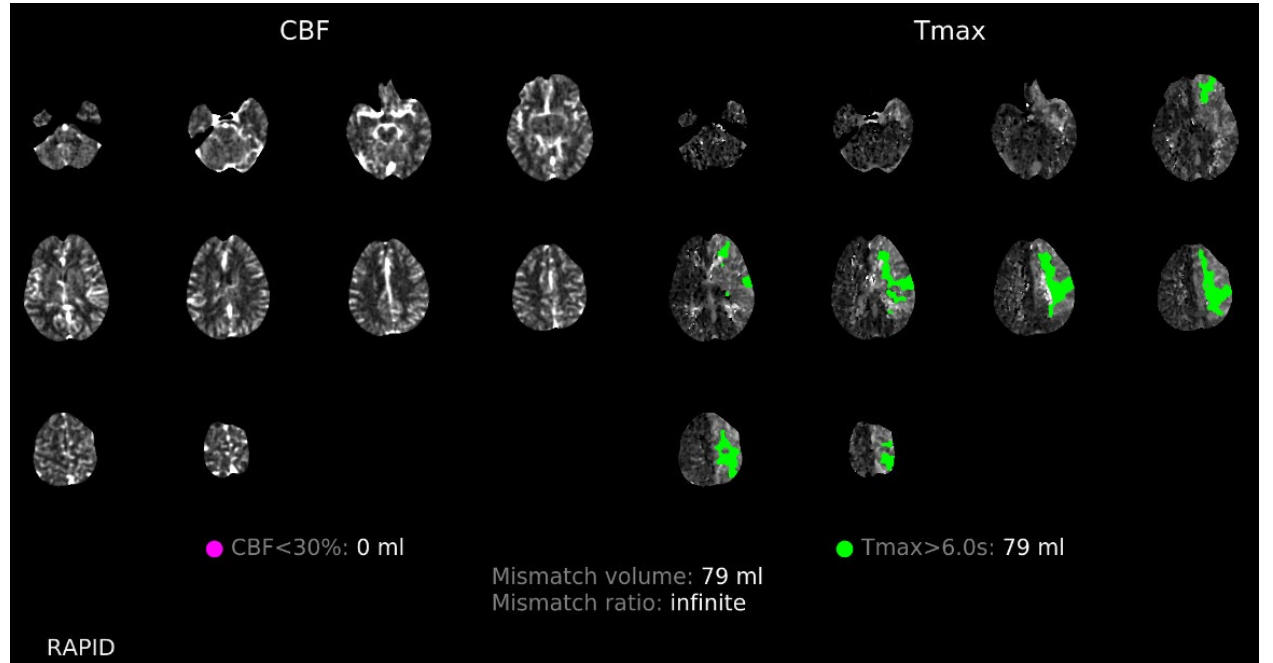 CBF
Tmax
CBF<30%: 0 ml
Tmax>6.0s: 79 ml
Mismatch volume: 79 ml
Mismatch ratio: infinite
RAPID